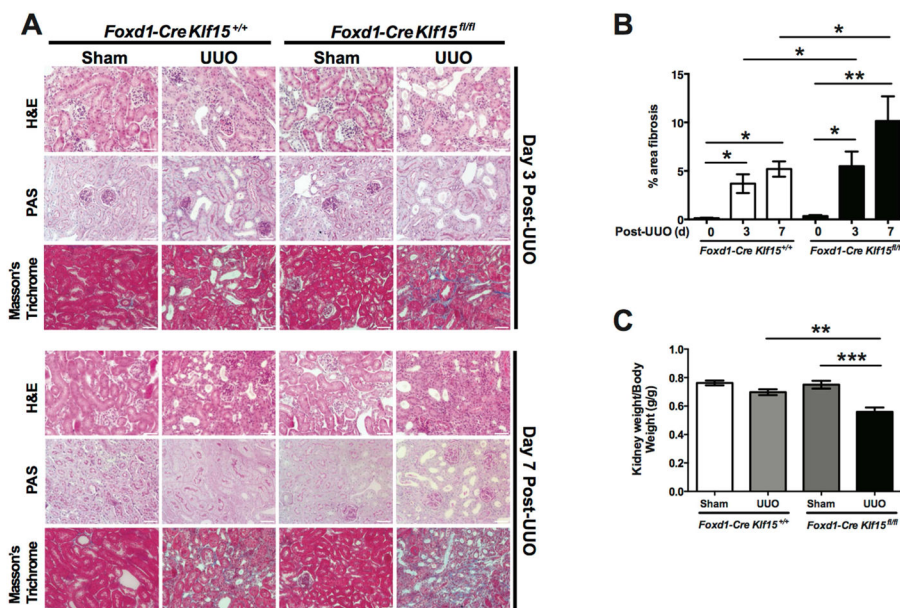 A
Foxd1-Cre Klf15+/+
Foxd1-Cre Klf15fl/fl
Sham
UUO
Sham
UUO
H&E
PAS
Masson's
Trichrome
Day 3 Post-UUO
H&E
PAS
Masson's
Trichrome
Day 7 Post-UUO
B
*
*
**
*
*
*
15
10
5
0
% area fibrosis
Post-UUO (d)
0
3
7
0
3
7
Foxd1-Cre Klf15+/+
Foxd1-Cre Klf15fl/fl
C
**
***
1.0
0.8
0.6
0.4
0.2
0.0
Kidney weight/Body
Weight (g/g)
Sham
UUO
Sham
UUO
Foxd1-Cre Klf15+/+
Foxd1-Cre Klf15fl/fl